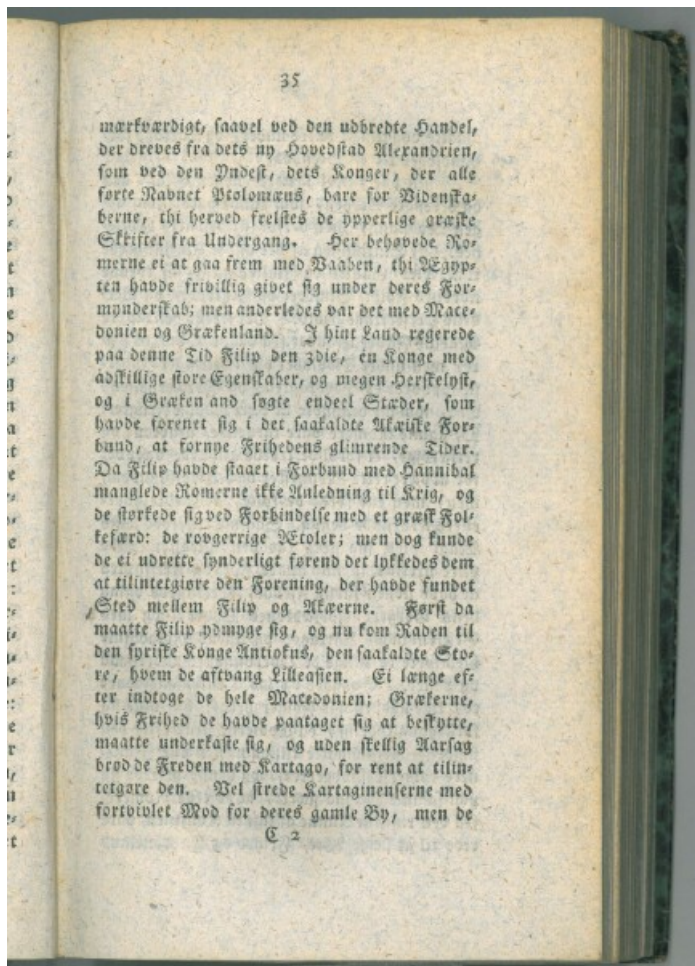 35
mærkværdigt, saavel ved den udbredte Handel,
der dreves fra dets ny Hovedstad Alexandrien,
som ved den Yndest, dets Konger, der alle
førte Navnet Ptolomæus, bare for Videnska-
berne, thi herved frelstes de ypperlige græske
Skrifter fra Undergang. Her behøvede Ro-
merne ei at gaa frem med Vaaben, thi Ægyp-
ten havde frivillig givet sig under deres For-
mynderskab; men anderledes var det med Mace-
donien og Grækenland. I hint Land regerede
paa denne Tid Filip den 3die, en Konge med
adskillige store Egenskaber, og megen Herskelyst,
og i Græken and søgte endeel Stæder, som
havde forenet sig i det saakaldte Akæiske For-
bund, at fornye Frihedens glimrende Tider.
Da Filip havde staaet i Forbund med Hannibal
manglede Romerne ikke Anledning til Krig, og
de størkede sig ved Forbindelse med et græsk Fol-
kefærd: de rovgerrige Ætoler; men dog kunde
de ei udrette synderligt førend det lykkedes dem
at tilintetgiøre den Forening, der havde fundet
Sted mellem Filip og Akæerne. Først da
maatte Filip ydmyge sig, og nu kom Raden til
den syriske Konge Antiokus, den saakaldte Sto-
re, hvem de aftvang Lilleasien. Ei længe ef-
ter indtoge de hele Macedonien; Grækerne,
hvis Frihed de havde paataget sig at beskytte,
maatte underkaste sig, og uden skellig Aarsag
brød de Freden med Kartago, for rent at tilin-
tetgøre den. Vel strede Kartaginenserne med
fortvivlet Mod for deres gamle By, men de
C 2